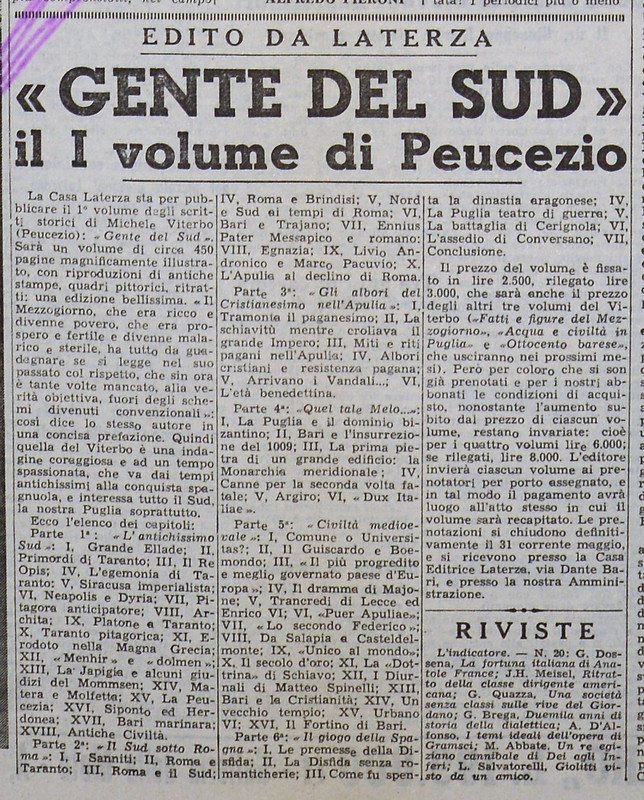 ALFREDO PIERONI
tata? I periodici più o meno
EDITO DA LATERZA
« GENTE DEL SUD »
il I volume di Peucezio
La Casa Laterza sta per pub-
blicare il 1° volume degli scrit-
ti storici di Michele Viterbo
(Peucezio): «Gente del Sud».
Sarà un volume di circa 450
pagine magnificamente illustra-
to, con riproduzioni di antiche
stampe, quadri pittorici, ritrat-
ti: una edizione bellissima. «Il
Mezzogiorno, che era ricco e
divenne povero, che era pro-
spero e fertile e divenne malari-
co e sterile, ha tutto da gua-
dagnare se si legge nel suo
passato col rispetto, che sin ora
è tante volte mancato, alla ve-
rità obiettiva, fuori degli sche-
mi divenuti convenzionali»:
così dice lo stesso autore in
una concisa prefazione. Quindi
quella del Viterbo è una inda-
gine coraggiosa e ad un tempo
spassionata, che va dai tempi
antichissimi alla conquista spa-
gnuola, e interessa tutto il Sud,
la nostra Puglia soprattutto.
Ecco l'elenco dei capitoli:
Parte 1ª: «L'antichissimo
Sud»: I, Grande Ellade; II,
Primordi di Taranto; III, Il Re
Opis; IV, L'egemonia di Ta-
ranto: V, Siracusa imperialista;
VI, Neapolis e Dyria; VII, Pi-
tagora anticipatore; VIII, Ar-
chita; IX, Platone a Taranto;
X, Taranto pitagorica; XI, E-
rodoto nella Magna Grecia;
XII, «Menhir» e «dolmen»;
XIII, La Japigia e alcuni giu-
dizi del Mommsen; XIV, Ma-
tera e Molfetta; XV, La Peu-
cezia; XVI, Siponto ed Her-
donea; XVII, Bari marinara;
XVIII, Antiche Civiltà.
Parte 2ª: «Il Sud sotto Ro-
ma»: I, I Sanniti; II, Roma e
Taranto; III, Roma e il Sud;
IV, Roma e Brindisi; V, Nord
e Sud ai tempi di Roma; VI,
Bari e Trajano; VII, Ennius
Pater Messapico e romano;
VIII, Egnazia; IX, Livio An-
dronico e Marco Pacuvio; X,
L'Apulia al declino di Roma.
Parte 3ª: «Gli albori del
Cristianesimo nell'Apulia»: I,
Tramonta il paganesimo; II, La
schiavitù mentre crollava il
grande Impero; III, Miti e riti
pagani nell'Apulia; IV, Albori
cristiani e resistenza pagana;
V, Arrivano i Vandali...; VI,
L'età benedettina.
Parte 4ª: «Quel tale Melo...»:
I, La Puglia e il dominio bi-
zantino; II, Bari e l'insurrezio-
ne del 1009; III, La prima pie-
tra di un grande edificio: la
Monarchia meridionale; IV,
Canne per la seconda volta fa-
tale; V, Argiro; VI, «Dux Ita-
liae».
Parte 5ª: «Civiltà medioe-
vale»: I, Comune o Universi-
tas?; II, Il Guiscardo e Boe-
mondo; III, «Il più progredito
e meglio governato paese d'Eu-
ropa»; IV, Il dramma di Majo-
ne; V, Trancredi di Lecce ed
Enrico VI; VI, «Puer Apuliae»;
VII, «Lo secondo Federico»;
VIII, Da Salapia a Casteldel-
monte; IX, «Unico al mondo»;
X, Il secolo d'oro; XI, La «Dot-
trina» di Schiavo; XII, I Diur-
nali di Matteo Spinelli; XIII,
Bari e la Cristianità; XIV, Un
vecchio tempio; XV, Urbano
VI; XVI, Il Fortino di Bari.
Parte 6ª: «Il giogo della Spa-
gna»: I, Le premesse della Di-
sfida; II, La Disfida senza ro-
manticherie; III, Come fu spen-
ta la dinastia aragonese; IV,
La Puglia teatro di guerra; V,
La battaglia di Cerignola; VI,
L'assedio di Conversano; VII,
Conclusione.
Il prezzo del volume è fissa-
to in lire 2.500, rilegato lire
3.000, che sarà anche il prezzo
degli altri tre volumi del Vi-
terbo («Fatti e figure del Mez-
zogiorno», «Acqua e civiltà in
Puglia» e «Ottocento barese»,
che usciranno nei prossimi me-
si). Però per coloro che si son
già prenotati e per i nostri ab-
bonati le condizioni di acqui-
sto, nonostante l'aumento su-
bito dal prezzo di ciascun vo-
lume, restano invariate: cioè
per i quattro volumi lire 6.000;
se rilegati, lire 8.000. L'editore
invierà ciascun volume ai pre-
notatori per porto assegnato, e
in tal modo il pagamento avrà
luogo all'atto stesso in cui il
volume sarà recapitato. Le pre-
notazioni si chiudono definiti-
vamente il 31 corrente maggio,
e si ricevono presso la Casa
Editrice Laterza, via Dante Ba-
ri, e presso la nostra Ammini-
strazione.
RIVISTE
L'indicatore. — N. 20: G. Dos-
sena, La fortuna italiana di Ana-
tole France; J.H. Meisel, Ritrat-
to della classe dirigente ameri-
cana; G. Quazza, Una società
senza classi sulle rive del Gior-
dano; G. Brega, Duemila anni di
storia della dialettica; A. D'Al-
fonso, I temi ideali dell'opera di
Gramsci; M. Abbate, Un re egi-
ziano cannibale di Dei agli In-
feri; L. Salvatorelli, Giolitti vi-
sto da un amico.